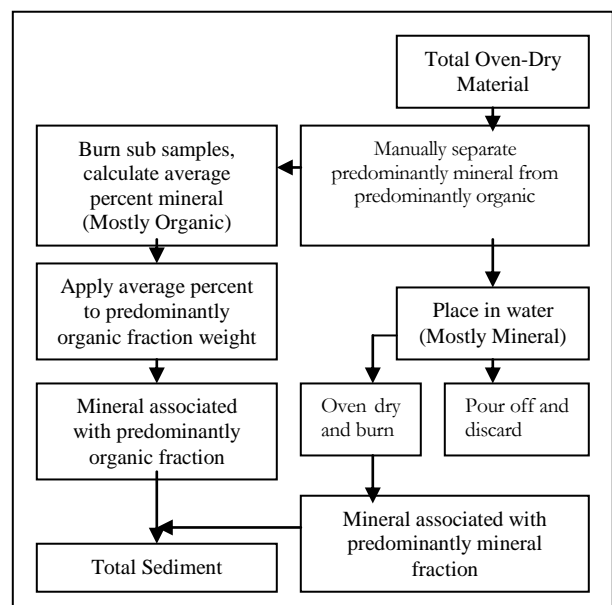 Total Oven-Dry
Material
Manually separate
predominantly mineral from
predominantly organic
Burn sub samples,
calculate average
percent mineral
(Mostly Organic)
Apply average percent
to predominantly
organic fraction weight
Mineral associated
with predominantly
organic fraction
Place in water
(Mostly Mineral)
Oven dry
and burn
Pour off and
discard
Mineral associated with
predominantly mineral
fraction
Total Sediment